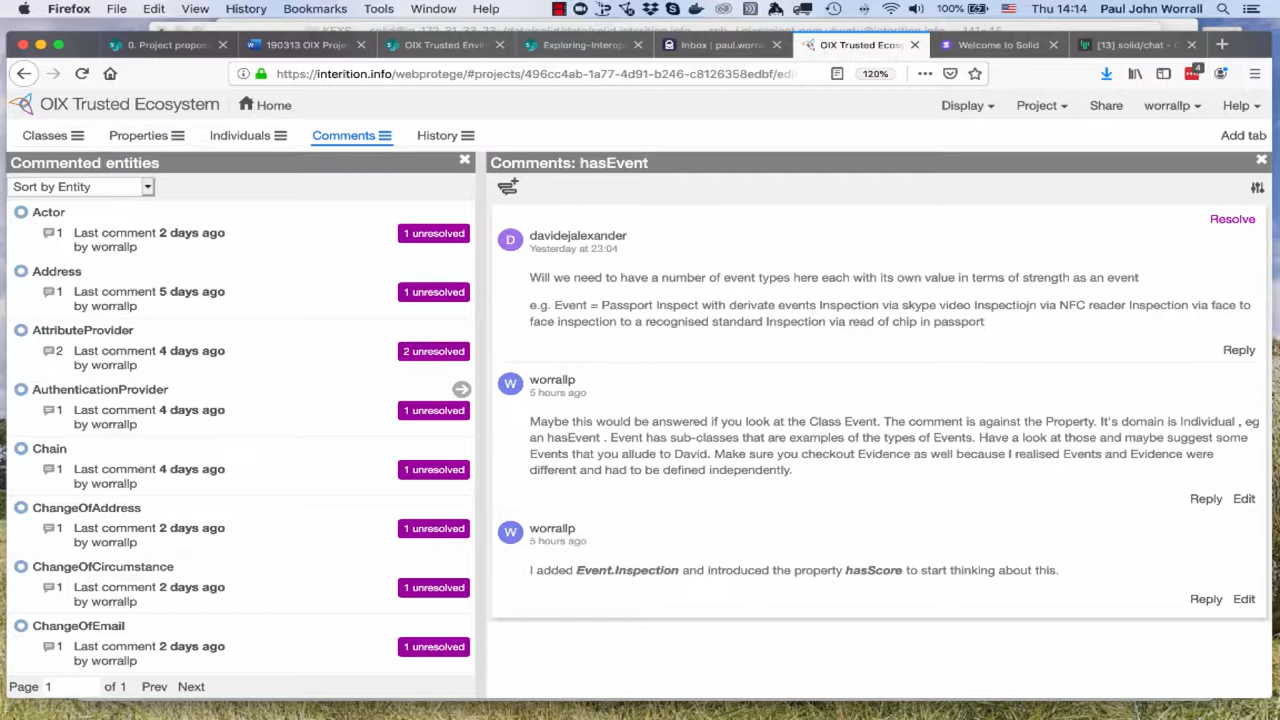 Firefox File Edit View History Bookmarks Tools Window Help 100% Thu 14:14 Paul John Worrall
0. Project propos 190313 OIX Proje OIX Trusted Envi Exploring-Interop Inbox | paul.worra OIX Trusted Ecos Welcome to Solid [13] solid/chat - D
https://interition.info/webprotege/#projects/496cc4ab-1a77-4d91-b246-c8126358edbf/edi 120% 4
OIX Trusted Ecosystem Home Display Project Share worrallp Help
Classes Properties Individuals Comments History Add tab
Commented entities
Sort by Entity
Actor
1 Last comment 2 days ago 1 unresolved
by worrallp
Address
1 Last comment 5 days ago 1 unresolved
by worrallp
AttributeProvider
2 Last comment 4 days ago 2 unresolved
by worrallp
AuthenticationProvider
1 Last comment 4 days ago 1 unresolved
by worrallp
Chain
1 Last comment 4 days ago 1 unresolved
by worrallp
ChangeOfAddress
1 Last comment 2 days ago 1 unresolved
by worrallp
ChangeOfCircumstance
1 Last comment 2 days ago 1 unresolved
by worrallp
ChangeOfEmail
1 Last comment 2 days ago 1 unresolved
by worrallp
Page 1 of 1 Prev Next
Comments: hasEvent
Resolve
D davidejalexander
Yesterday at 23:04
Will we need to have a number of event types here each with its own value in terms of strength as an event
e.g. Event = Passport Inspect with derivate events Inspection via skype video Inspectiojn via NFC reader Inspection via face to
face inspection to a recognised standard Inspection via read of chip in passport
Reply
W worrallp
5 hours ago
Maybe this would be answered if you look at the Class Event. The comment is against the Property. It's domain is Individual , eg
an hasEvent . Event has sub-classes that are examples of the types of Events. Have a look at those and maybe suggest some
Events that you allude to David. Make sure you checkout Evidence as well because I realised Events and Evidence were
different and had to be defined independently.
Reply Edit
W worrallp
5 hours ago
I added Event.Inspection and introduced the property hasScore to start thinking about this.
Reply Edit